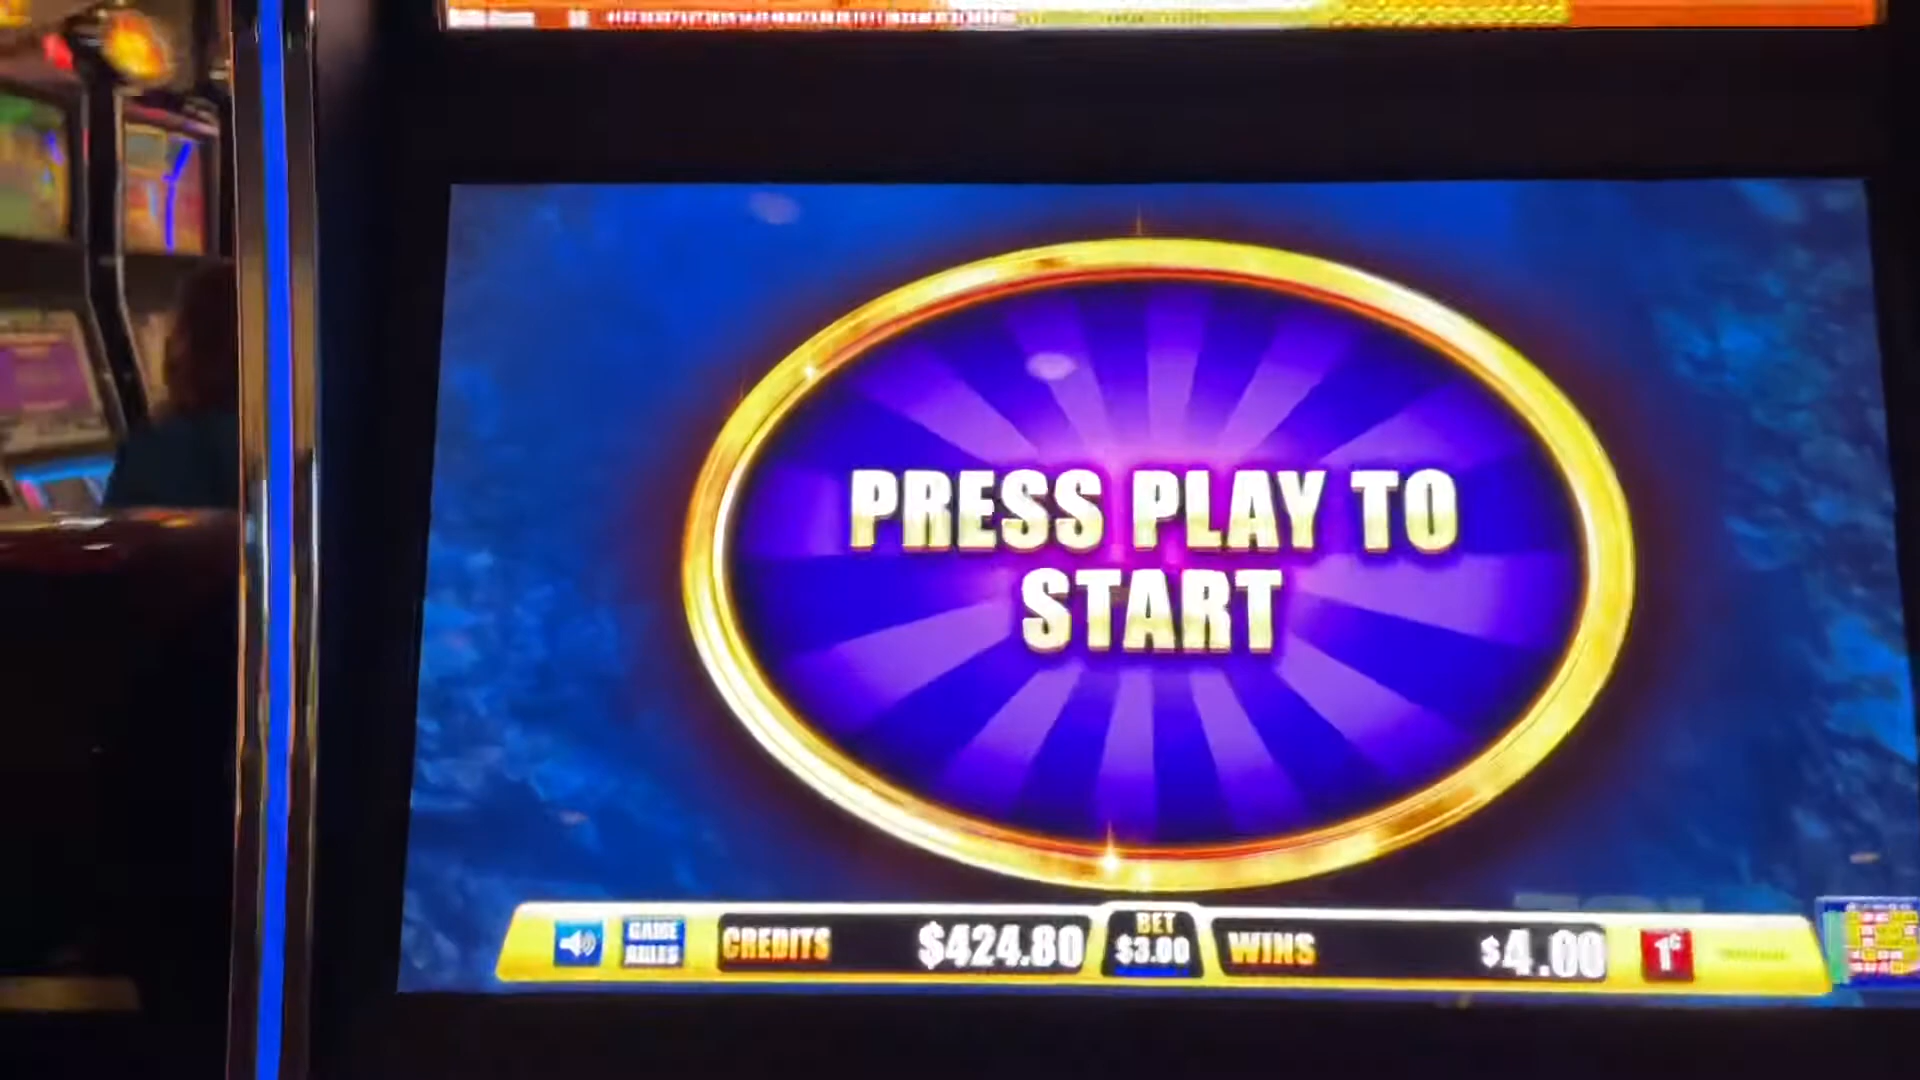 PRESS PLAY TO
START
GAME
RULES
CREDITS $424.80
BET
$3.00
WINS $4.00
1¢